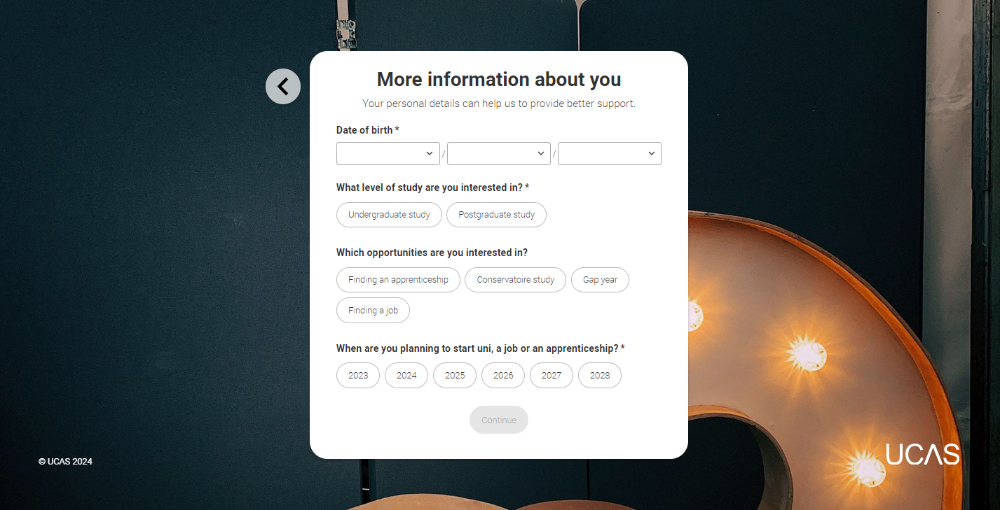 More information about you
Your personal details can help us to provide better support.
Date of birth *
/ /
What level of study are you interested in? *
Undergraduate study Postgraduate study
Which opportunities are you interested in?
Finding an apprenticeship Conservatoire study Gap year
Finding a job
When are you planning to start uni, a job or an apprenticeship? *
2023 2024 2025 2026 2027 2028
Continue
© UCAS 2024
UCAS